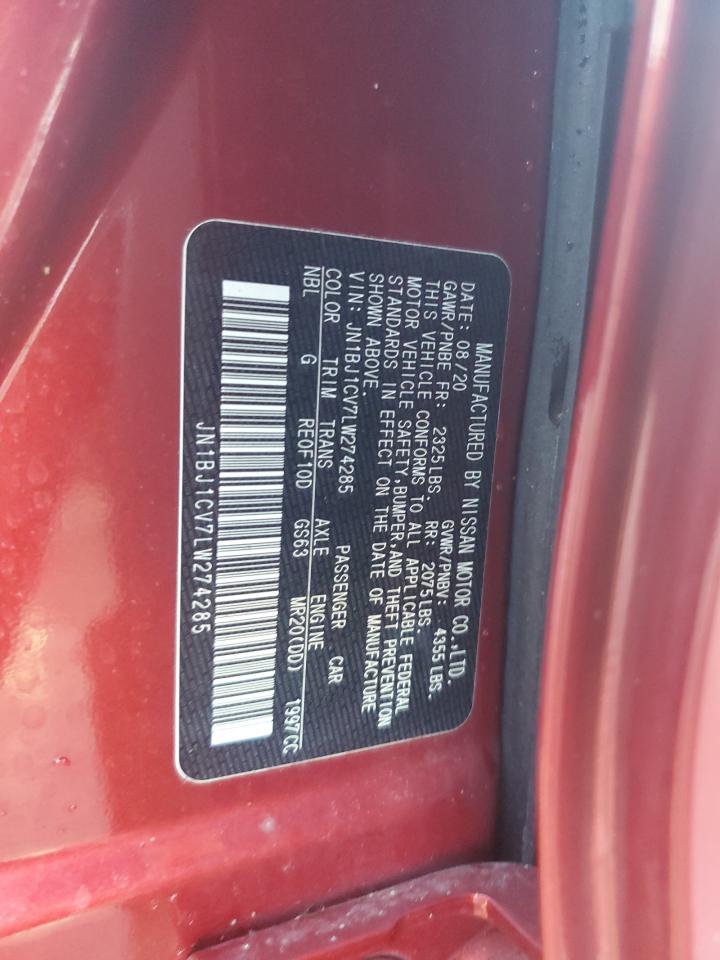 MANUFACTURED BY NISSAN MOTOR CO.,LTD.
DATE: 08/20 GVWR/PNBV: 4355LBS.
GAWR/PNBE FR: 2325LBS. RR: 2075LBS.
THIS VEHICLE CONFORMS TO ALL APPLICABLE FEDERAL
MOTOR VEHICLE SAFETY,BUMPER,AND THEFT PREVENTION
STANDARDS IN EFFECT ON THE DATE OF MANUFACTURE
SHOWN ABOVE.
VIN: JN1BJ1CV7LW274285 PASSENGER CAR
COLOR TRIM TRANS AXLE ENGINE
NBL G RE0F10D GS63 MR20(DD) 1997CC
JN1BJ1CV7LW274285